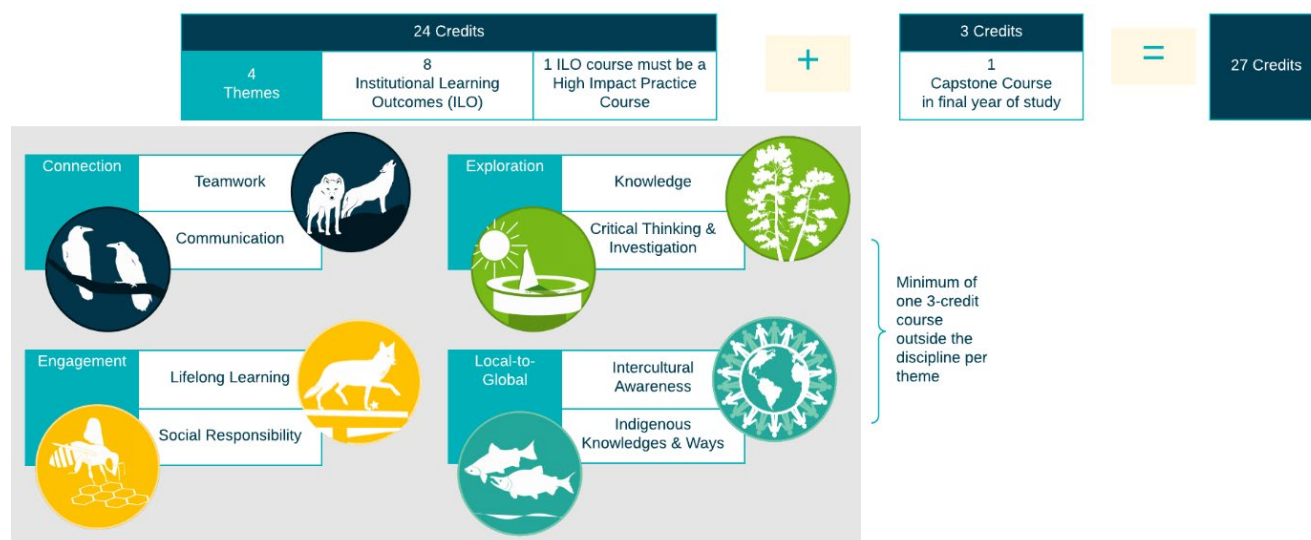 24 Credits
4
Themes
8
Institutional Learning
Outcomes (ILO)
1 ILO course must be a
High Impact Practice
Course
+
3 Credits
1
Capstone Course
in final year of study
=
27 Credits
Connection
Teamwork
Communication
Exploration
Knowledge
Critical Thinking &
Investigation
Engagement
Lifelong Learning
Social Responsibility
Local-to-
Global
Intercultural
Awareness
Indigenous
Knowledges & Ways
Minimum of
one 3-credit
course
outside the
discipline per
theme